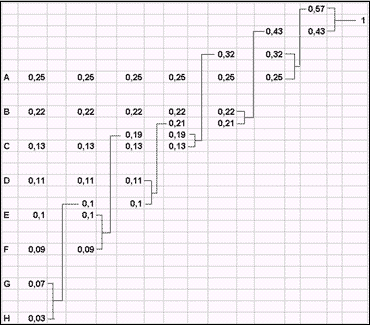 0,57
1
0,43 0,43
0,32 0,32
A 0,25 0,25 0,25 0,25 0,25 0,25
B 0,22 0,22 0,22 0,22 0,22
0,21 0,21
0,19 0,19
C 0,13 0,13 0,13 0,13
D 0,11 0,11 0,11
0,1 0,1
E 0,1 0,1
F 0,09 0,09
G 0,07
H 0,03